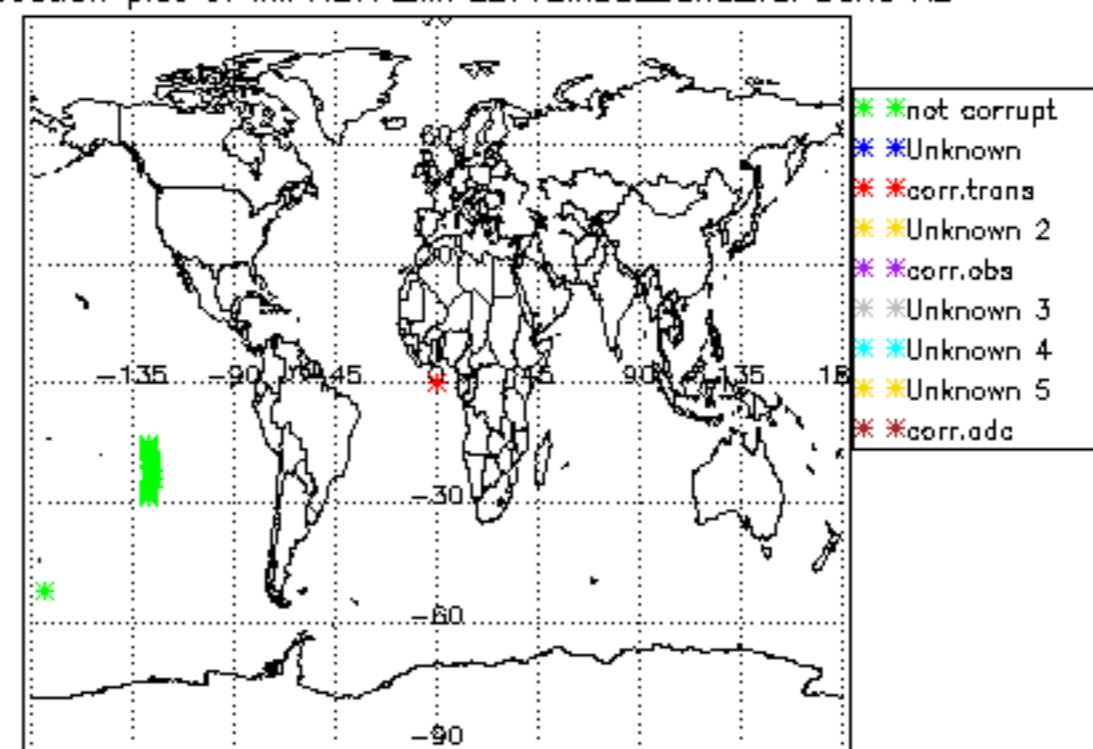 60
-135 -90 45 90 135
-30
-60
-90
not corrupt
Unknown
corr.trans
Unknown 2
corr.obs
Unknown 3
Unknown 4
Unknown 5
corr.adc